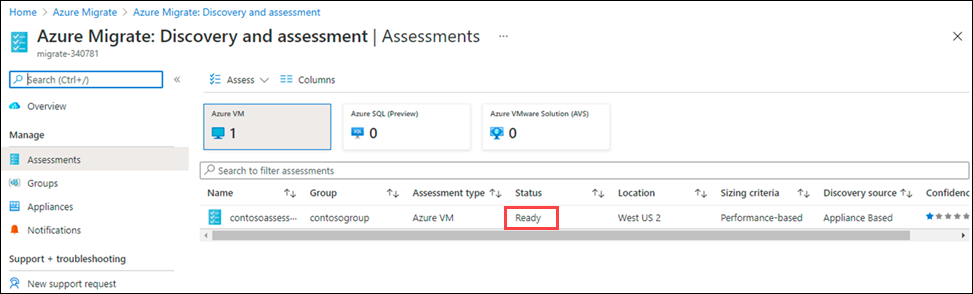 Home > Azure Migrate > Azure Migrate: Discovery and assessment
Azure Migrate: Discovery and assessment | Assessments ...
migrate-340781
Search (Ctrl+/)
«
Assess
Columns
Overview
Manage
Assessments
Groups
Appliances
Notifications
Support + troubleshooting
New support request
Azure VM
1
Azure SQL (Preview)
0
Azure VMware Solution (AVS)
0
Search to filter assessments
Name Group Assessment type Status Location Sizing criteria Discovery source Confidenc
contosoassess... contosogroup Azure VM Ready West US 2 Performance-based Appliance Based